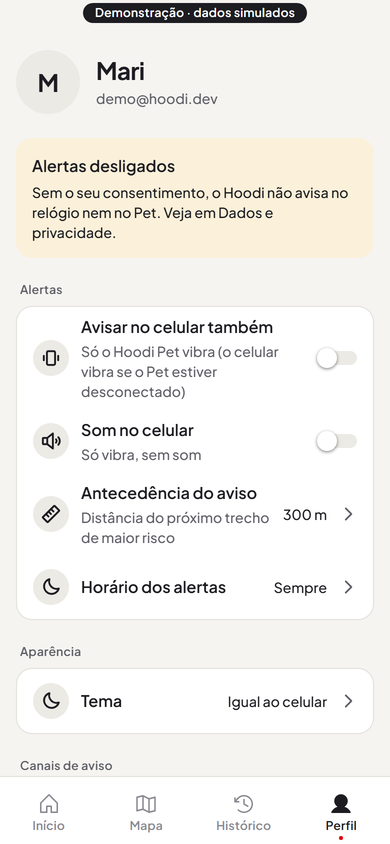 Demonstração · dados simulados
M
Mari
demo@hoodi.dev
Alertas desligados
Sem o seu consentimento, o Hoodi não avisa no
relógio nem no Pet. Veja em Dados e
privacidade.
Alertas
Avisar no celular também
Só o Hoodi Pet vibra (o celular
vibra se o Pet estiver
desconectado)
Som no celular
Só vibra, sem som
Antecedência do aviso
Distância do próximo trecho
de maior risco
300 m
Horário dos alertas
Sempre
Aparência
Tema
Igual ao celular
Canais de aviso
Início
Mapa
Histórico
Perfil